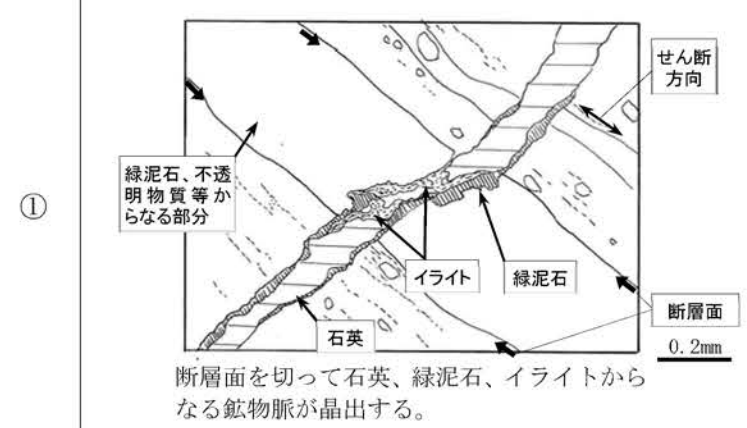 ①
せん断
方向
緑泥石、不透
明物質等か
らなる部分
イライト
緑泥石
石英
断層面
0.2mm
断層面を切って石英、緑泥石、イライトから
なる鉱物脈が晶出する。